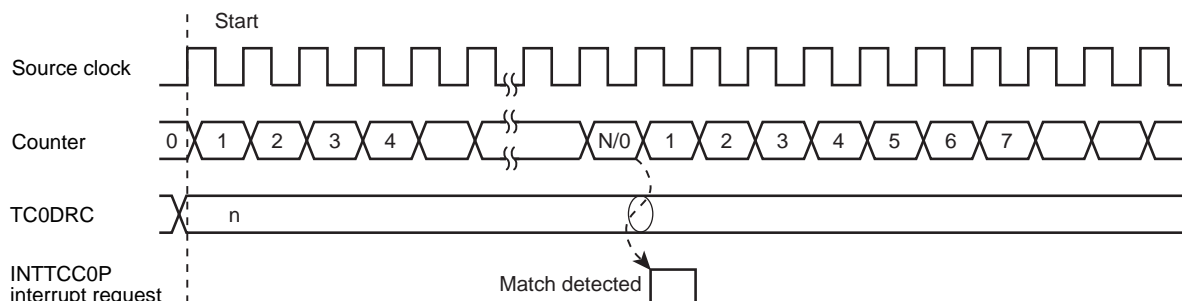 Start
Source clock
Counter 0 1 2 3 4 N/0 1 2 3 4 5 6 7
TC0DRC n
INTTCC0P
interrupt request
Match detected